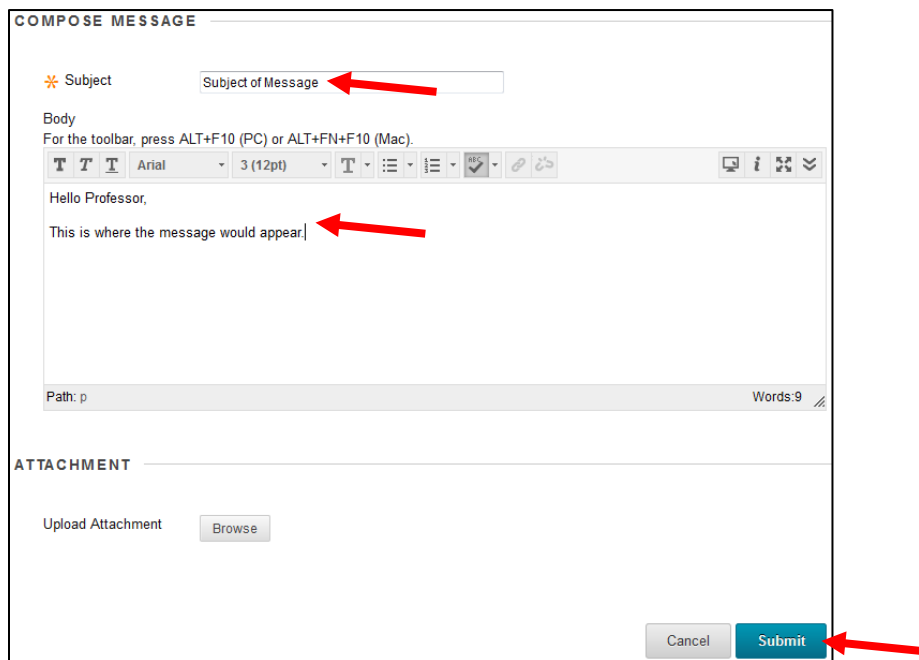 COMPOSE MESSAGE
Subject Subject of Message
Body
For the toolbar, press ALT+F10 (PC) or ALT+FN+F10 (Mac).
T T T Arial 3 (12pt) T ABC i
Hello Professor,
This is where the message would appear.
Path: p Words:9
ATTACHMENT
Upload Attachment Browse
Cancel Submit